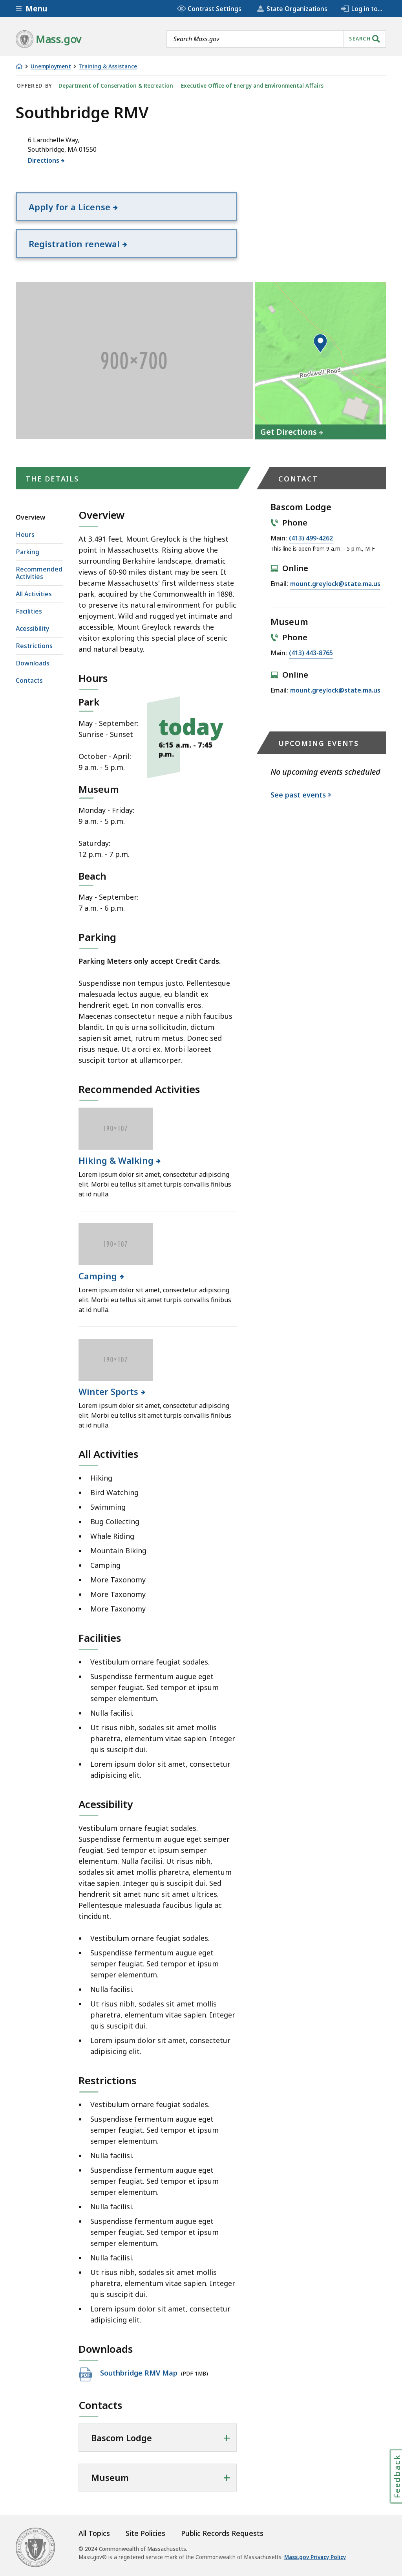 Menu
Contrast Settings
State Organizations
Log in to...
Mass.gov
Search Mass.gov
SEARCH
Unemployment
Training & Assistance
OFFERED BY Department of Conservation & Recreation Executive Office of Energy and Environmental Affairs
Southbridge RMV
6 Larochelle Way,
Southbridge, MA 01550
Directions
Apply for a License
Registration renewal
900×700
Rockwell Road
Get Directions
THE DETAILS
Overview
Hours
Parking
Recommended
Activities
All Activities
Facilities
Acessibility
Restrictions
Downloads
Contacts
Overview
At 3,491 feet, Mount Greylock is the highest
point in Massachusetts. Rising above the
surrounding Berkshire landscape, dramatic
views of 60-90 miles distant may be seen. It
became Massachusetts' first wilderness state
park, acquired by the Commonwealth in 1898,
to preserve its natural environment for public
enjoyment. Wild and rugged yet intimate and
accessible, Mount Greylock rewards the
visitor exploring this special place of scenic
and natural beauty.
Hours
Park
May - September:
Sunrise - Sunset
October - April:
9 a.m. - 5 p.m.
today
6:15 a.m. - 7:45
p.m.
Museum
Monday - Friday:
9 a.m. - 5 p.m.
Saturday:
12 p.m. - 7 p.m.
Beach
May - September:
7 a.m. - 6 p.m.
Parking
Parking Meters only accept Credit Cards.
Suspendisse non tempus justo. Pellentesque
malesuada lectus augue, eu blandit ex
hendrerit eget. In non convallis eros.
Maecenas consectetur neque a nibh faucibus
blandit. In quis urna sollicitudin, dictum
sapien sit amet, rutrum metus. Donec sed
risus neque. Ut a orci ex. Morbi laoreet
suscipit tortor at ullamcorper.
Recommended Activities
190×107
Hiking & Walking
Lorem ipsum dolor sit amet, consectetur adipiscing
elit. Morbi eu tellus sit amet turpis convallis finibus
at id nulla.
190×107
Camping
Lorem ipsum dolor sit amet, consectetur adipiscing
elit. Morbi eu tellus sit amet turpis convallis finibus
at id nulla.
190×107
Winter Sports
Lorem ipsum dolor sit amet, consectetur adipiscing
elit. Morbi eu tellus sit amet turpis convallis finibus
at id nulla.
All Activities
Hiking
Bird Watching
Swimming
Bug Collecting
Whale Riding
Mountain Biking
Camping
More Taxonomy
More Taxonomy
More Taxonomy
Facilities
Vestibulum ornare feugiat sodales.
Suspendisse fermentum augue eget
semper feugiat. Sed tempor et ipsum
semper elementum.
Nulla facilisi.
Ut risus nibh, sodales sit amet mollis
pharetra, elementum vitae sapien. Integer
quis suscipit dui.
Lorem ipsum dolor sit amet, consectetur
adipisicing elit.
Acessibility
Vestibulum ornare feugiat sodales.
Suspendisse fermentum augue eget semper
feugiat. Sed tempor et ipsum semper
elementum. Nulla facilisi. Ut risus nibh,
sodales sit amet mollis pharetra, elementum
vitae sapien. Integer quis suscipit dui. Sed
hendrerit sit amet nunc sit amet ultrices.
Pellentesque malesuada faucibus ligula ac
tincidunt.
Vestibulum ornare feugiat sodales.
Suspendisse fermentum augue eget
semper feugiat. Sed tempor et ipsum
semper elementum.
Nulla facilisi.
Ut risus nibh, sodales sit amet mollis
pharetra, elementum vitae sapien. Integer
quis suscipit dui.
Lorem ipsum dolor sit amet, consectetur
adipisicing elit.
Restrictions
Vestibulum ornare feugiat sodales.
Suspendisse fermentum augue eget
semper feugiat. Sed tempor et ipsum
semper elementum.
Nulla facilisi.
Suspendisse fermentum augue eget
semper feugiat. Sed tempor et ipsum
semper elementum.
Nulla facilisi.
Suspendisse fermentum augue eget
semper feugiat. Sed tempor et ipsum
semper elementum.
Nulla facilisi.
Ut risus nibh, sodales sit amet mollis
pharetra, elementum vitae sapien. Integer
quis suscipit dui.
Lorem ipsum dolor sit amet, consectetur
adipisicing elit.
Downloads
PDF
Southbridge RMV Map (PDF 1MB)
Contacts
Bascom Lodge +
Museum +
CONTACT
Bascom Lodge
Phone
Main: (413) 499-4262
This line is open from 9 a.m. - 5 p.m., M-F
Online
Email: mount.greylock@state.ma.us
Museum
Phone
Main: (413) 443-8765
Online
Email: mount.greylock@state.ma.us
UPCOMING EVENTS
No upcoming events scheduled
See past events
Feedback
All Topics
Site Policies
Public Records Requests
© 2024 Commonwealth of Massachusetts.
Mass.gov® is a registered service mark of the Commonwealth of Massachusetts. Mass.gov Privacy Policy